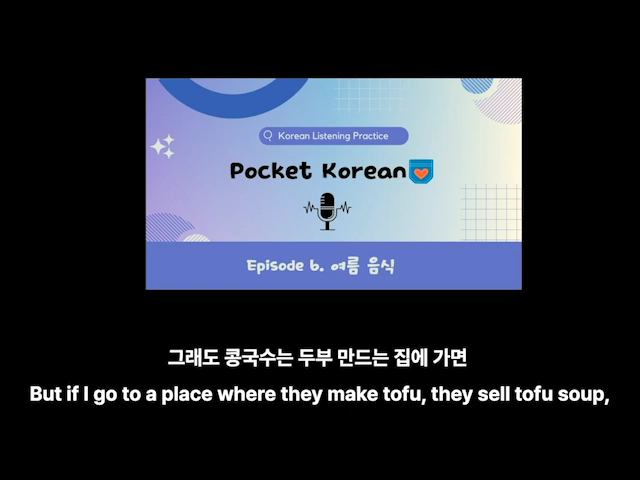 Korean Listening Practice
Pocket Korean
Episode 6. 여름 음식
그래도 콩국수는 두부 만드는 집에 가면
But if I go to a place where they make tofu, they sell tofu soup,